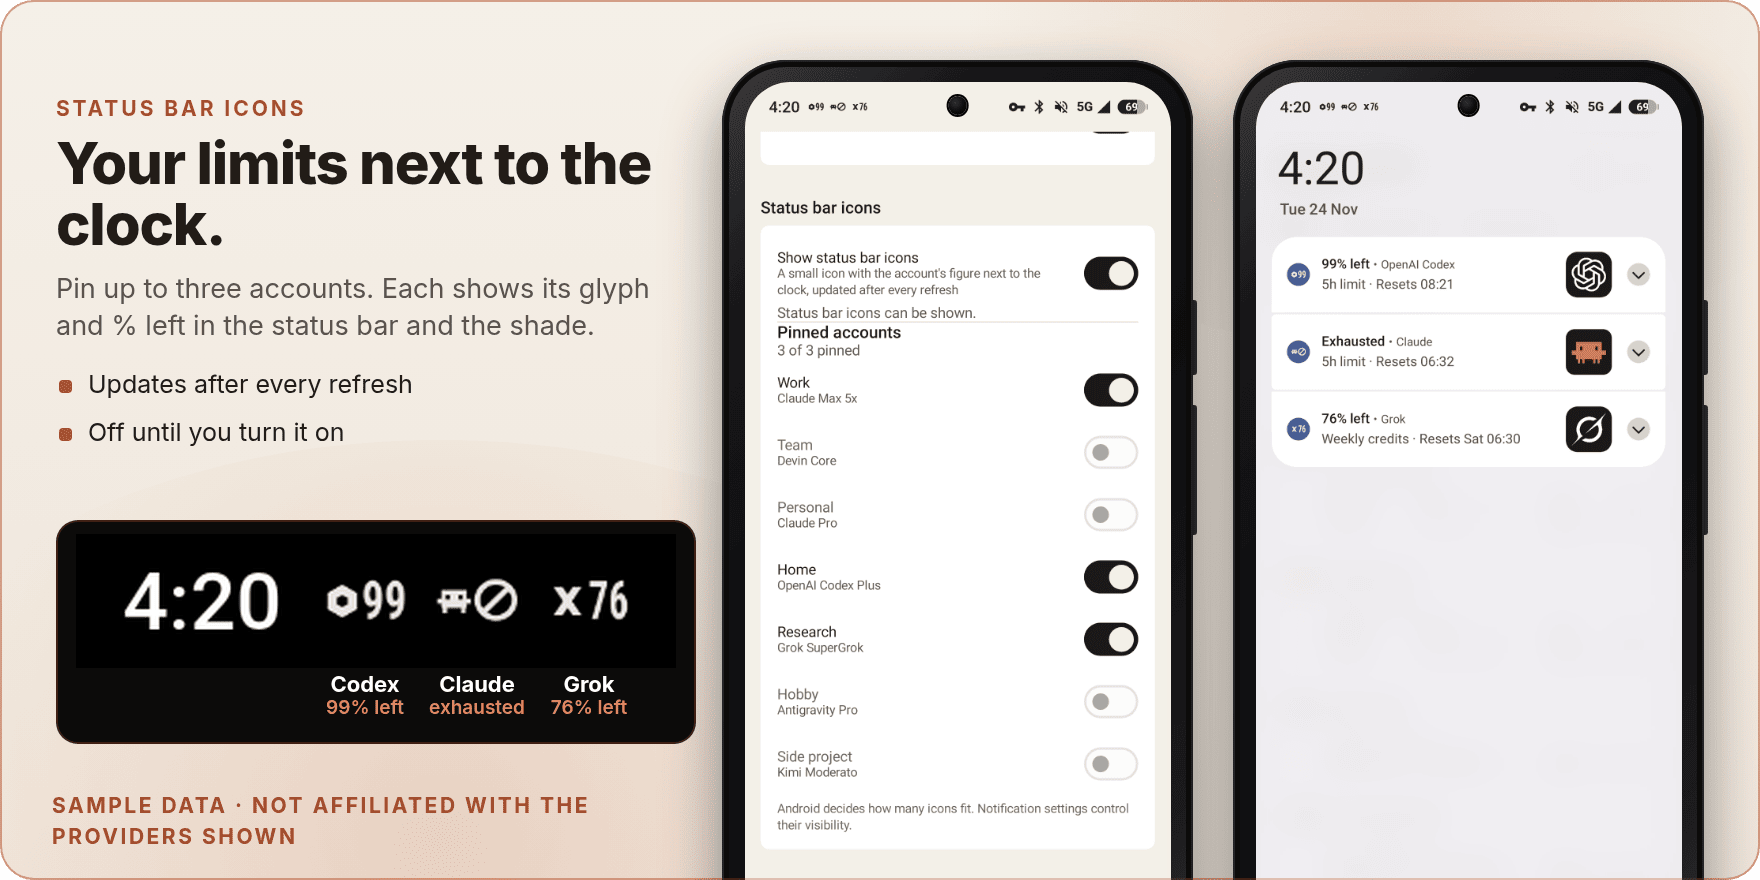 STATUS BAR ICONS
Your limits next to the
clock.
Pin up to three accounts. Each shows its glyph
and % left in the status bar and the shade.
Updates after every refresh
Off until you turn it on
4:20 99 76
Codex Claude Grok
99% left exhausted 76% left
SAMPLE DATA · NOT AFFILIATED WITH THE
PROVIDERS SHOWN
4:20 99 x76 5G 69
Status bar icons
Show status bar icons
A small icon with the account's figure next to the
clock, updated after every refresh
Status bar icons can be shown.
Pinned accounts
3 of 3 pinned
Work
Claude Max 5x
Team
Devin Core
Personal
Claude Pro
Home
OpenAI Codex Plus
Research
Grok SuperGrok
Hobby
Antigravity Pro
Side project
Kimi Moderato
Android decides how many icons fit. Notification settings control
their visibility.
4:20 99 x76 5G 69
4:20
Tue 24 Nov
99 99% left • OpenAI Codex
5h limit · Resets 08:21
Exhausted • Claude
5h limit · Resets 06:32
x76 76% left • Grok
Weekly credits · Resets Sat 06:30